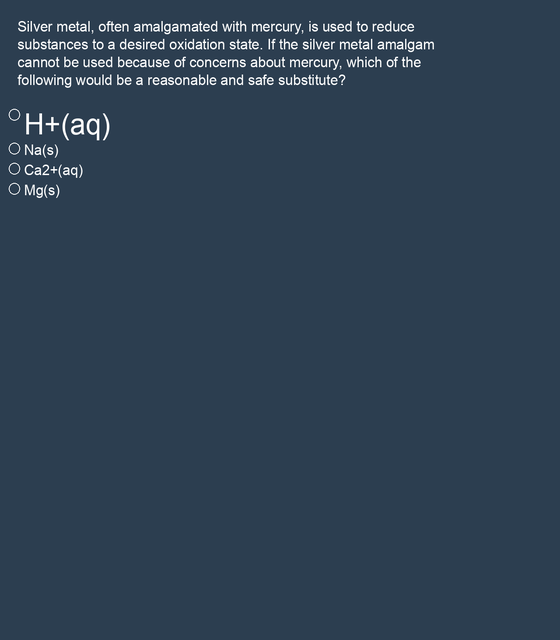 Silver metal, often amalgamated with mercury, is used to reduce
substances to a desired oxidation state. If the silver metal amalgam
cannot be used because of concerns about mercury, which of the
following would be a reasonable and safe substitute?
H+(aq)
Na(s)
Ca2+(aq)
Mg(s)